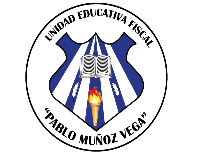 UNIDAD EDUCATIVA FISCAL
"PABLO MUÑOZ VEGA"